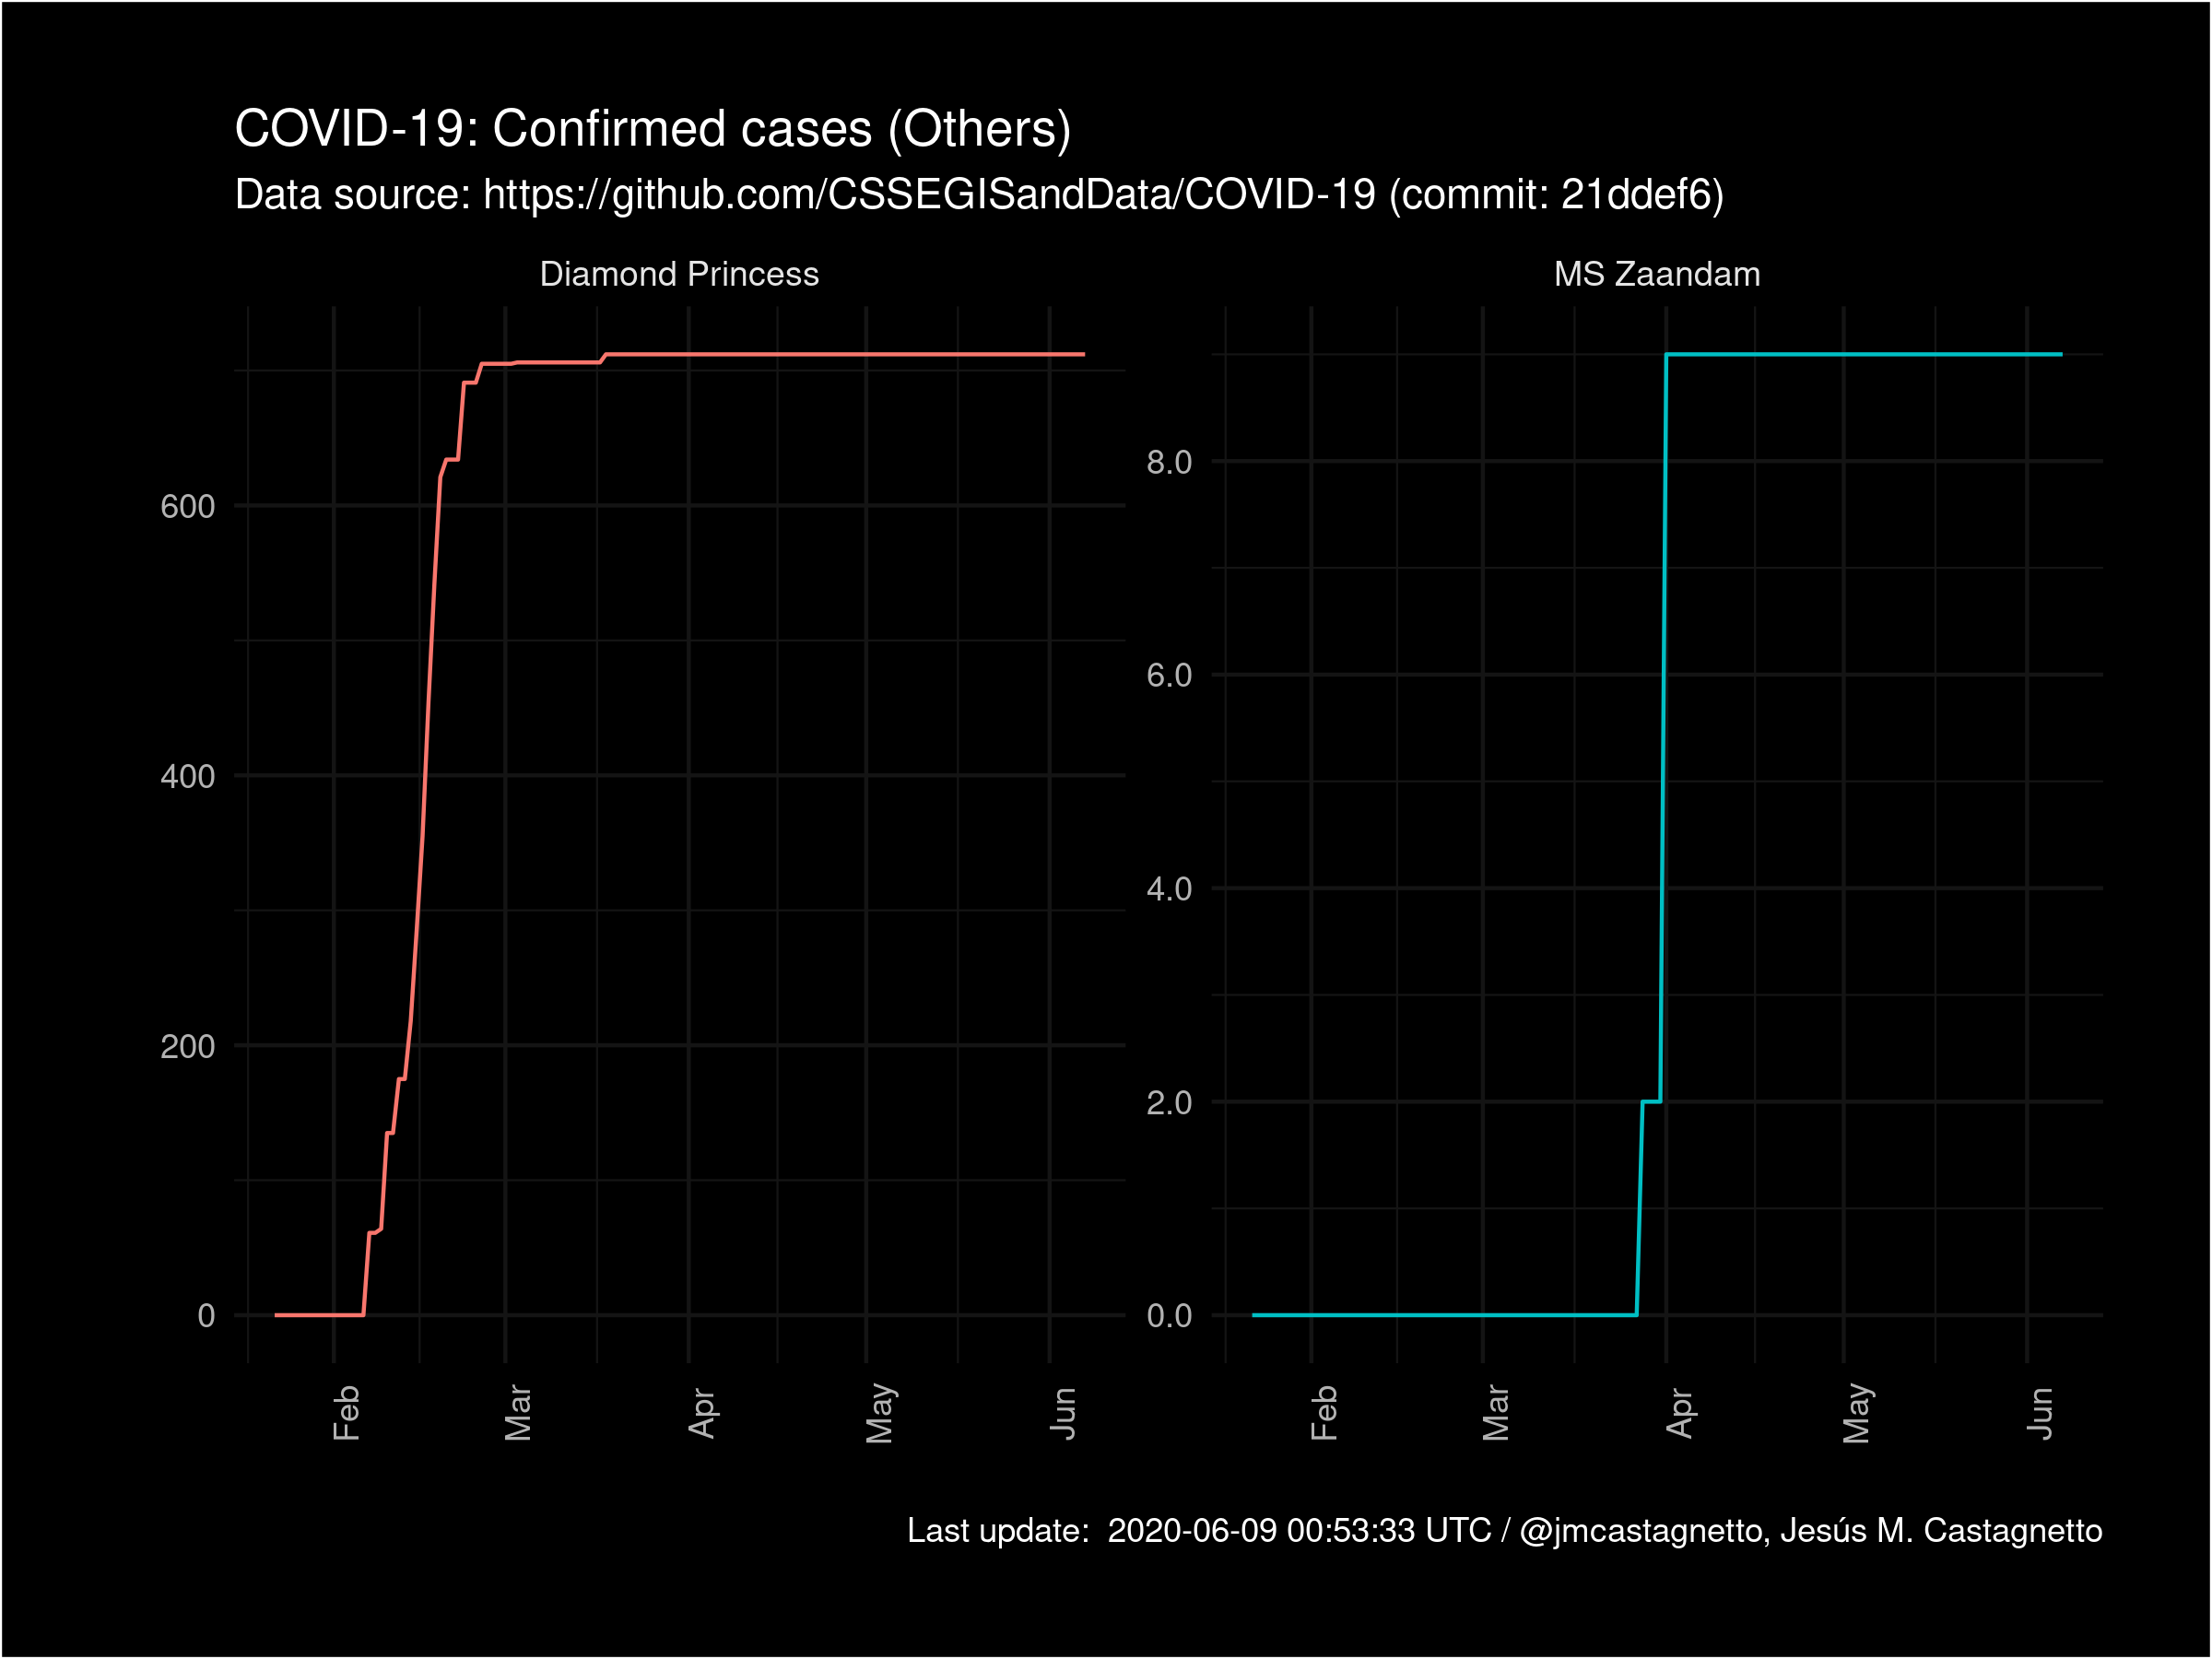 COVID-19: Confirmed cases (Others)
Data source: https://github.com/CSSEGISandData/COVID-19 (commit: 21ddef6)
Diamond Princess
600
400
200
0
Feb
Mar
Apr
May
Jun
MS Zaandam
8.0
6.0
4.0
2.0
0.0
Feb
Mar
Apr
May
Jun
Last update:  2020-06-09 00:53:33 UTC / @jmcastagnetto, Jesús M. Castagnetto